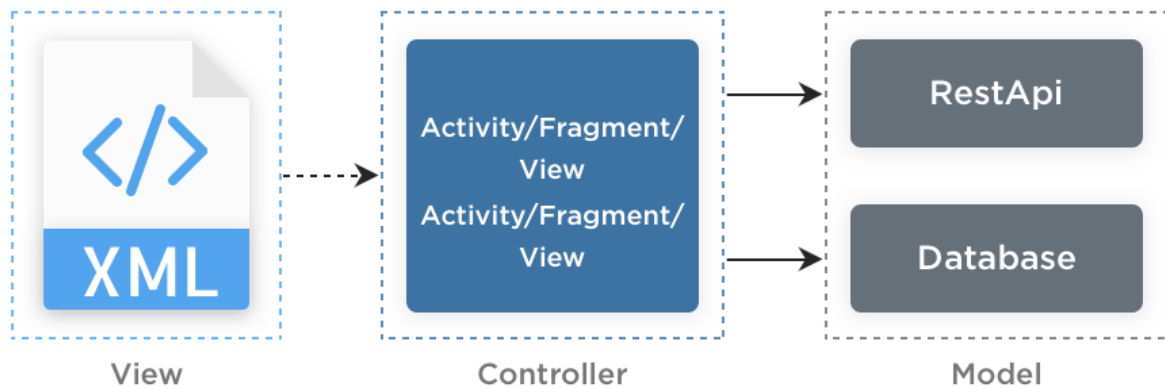 </>
XML
View
Activity/Fragment/
View
Activity/Fragment/
View
Controller
RestApi
Database
Model